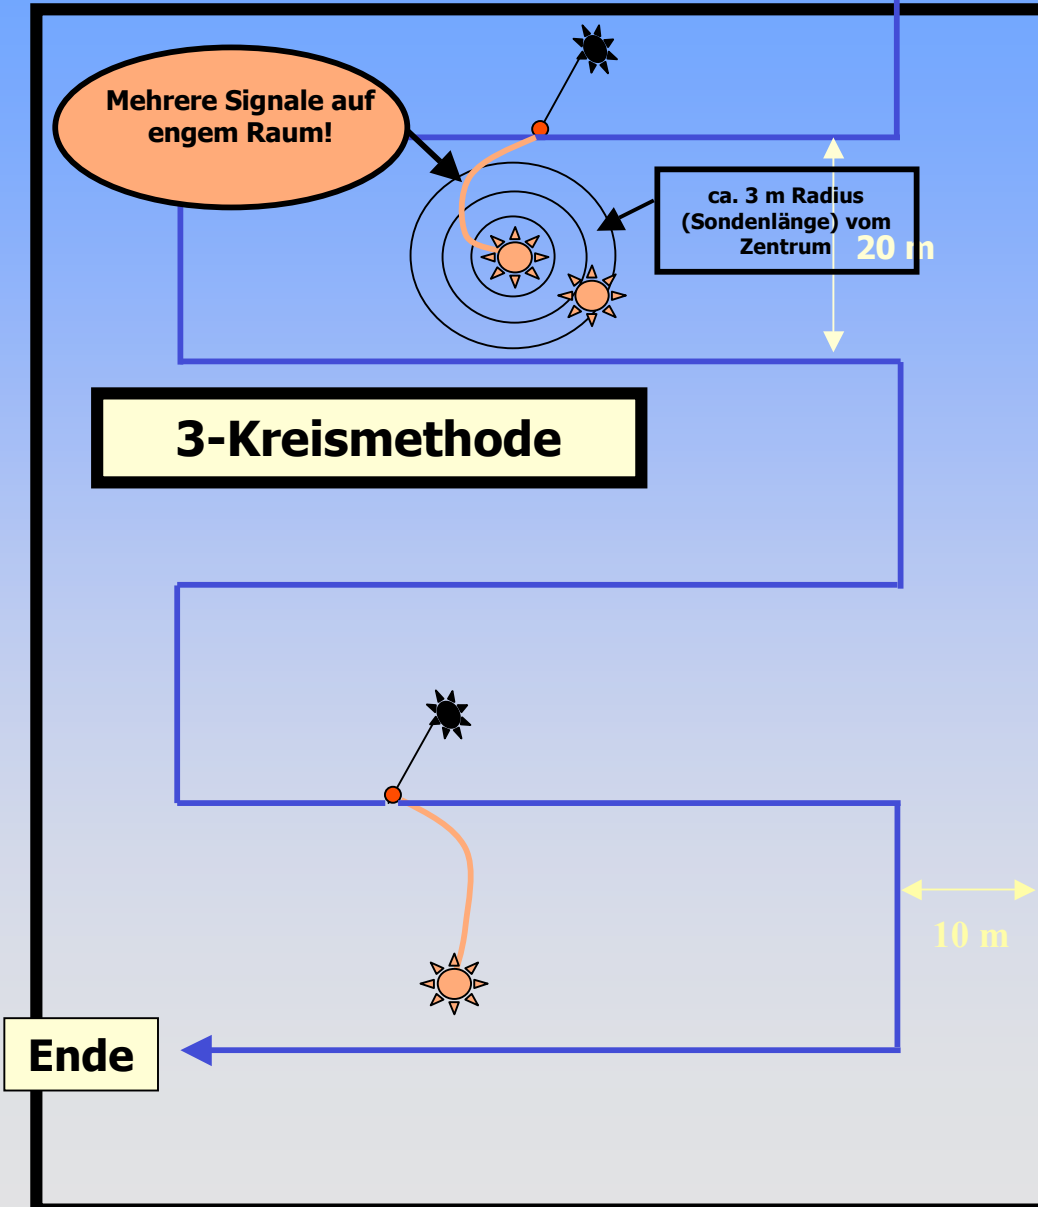 Mehrere Signale auf
engem Raum!
ca. 3 m Radius
(Sondenlänge) vom
Zentrum
20 m
3-Kreismethode
10 m
Ende